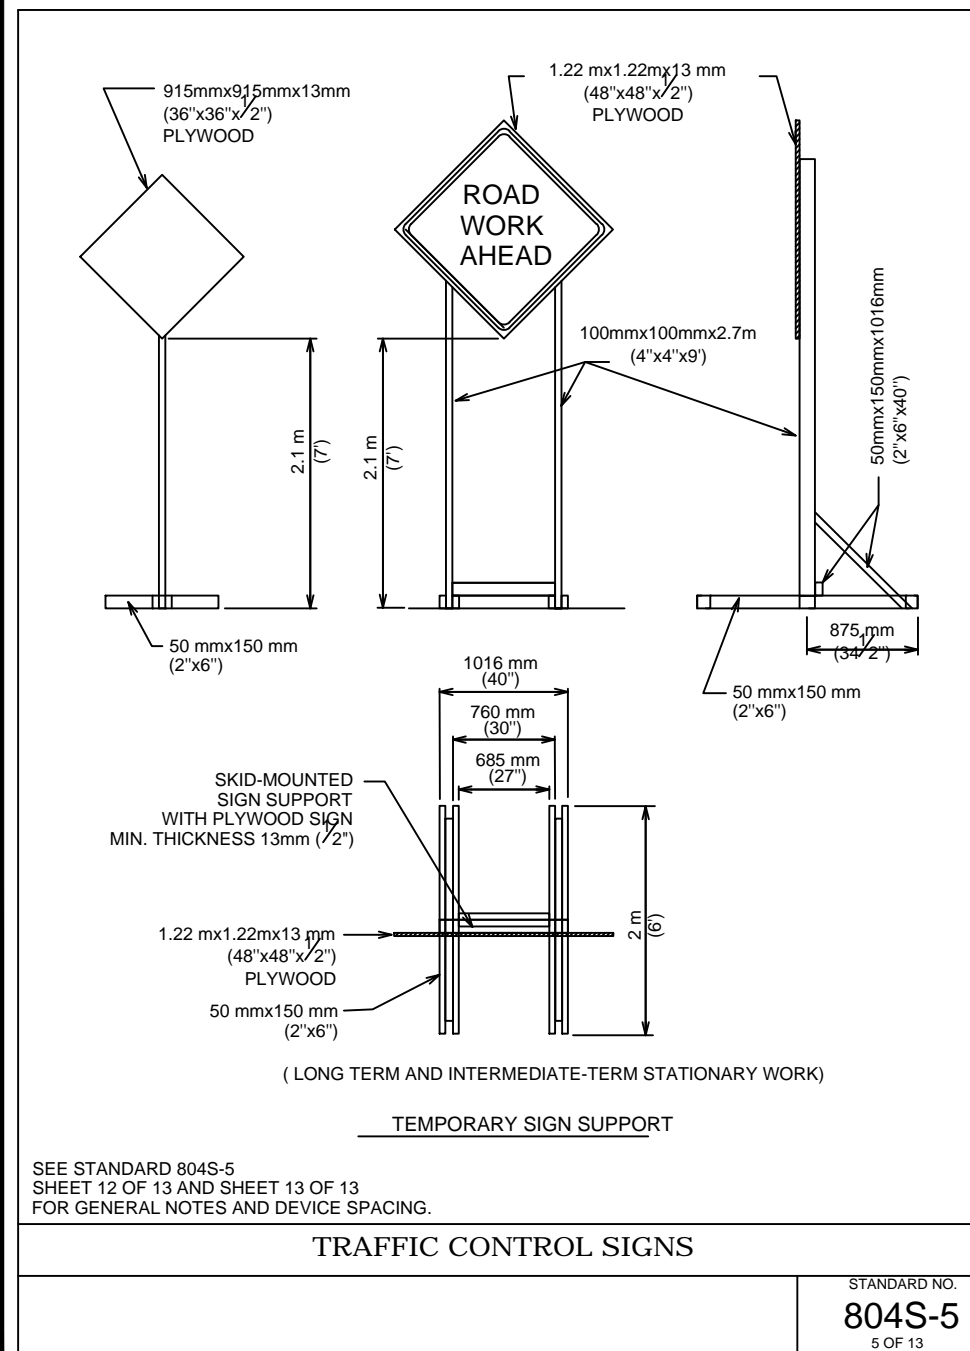 915mmx915mmx13mm
(36"x36"x1/2")
PLYWOOD
1.22 mx1.22mx13 mm
(48"x48"x1/2")
PLYWOOD
ROAD
WORK
AHEAD
100mmx100mmx2.7m
(4"x4"x9')
50mmx150mmx1016mm
(2"x6"x40")
2.1 m
(7')
2.1 m
(7')
50 mmx150 mm
(2"x6")
875 mm
(34 1/2")
50 mmx150 mm
(2"x6")
1016 mm
(40")
760 mm
(30")
685 mm
(27")
SKID-MOUNTED
SIGN SUPPORT
WITH PLYWOOD SIGN
MIN. THICKNESS 13mm (1/2")
1.22 mx1.22mx13 mm
(48"x48"x1/2")
PLYWOOD
50 mmx150 mm
(2"x6")
2 m
(6')
( LONG TERM AND INTERMEDIATE-TERM STATIONARY WORK)
TEMPORARY SIGN SUPPORT
SEE STANDARD 804S-5
SHEET 12 OF 13 AND SHEET 13 OF 13
FOR GENERAL NOTES AND DEVICE SPACING.
TRAFFIC CONTROL SIGNS
STANDARD NO.
804S-5
5 OF 13